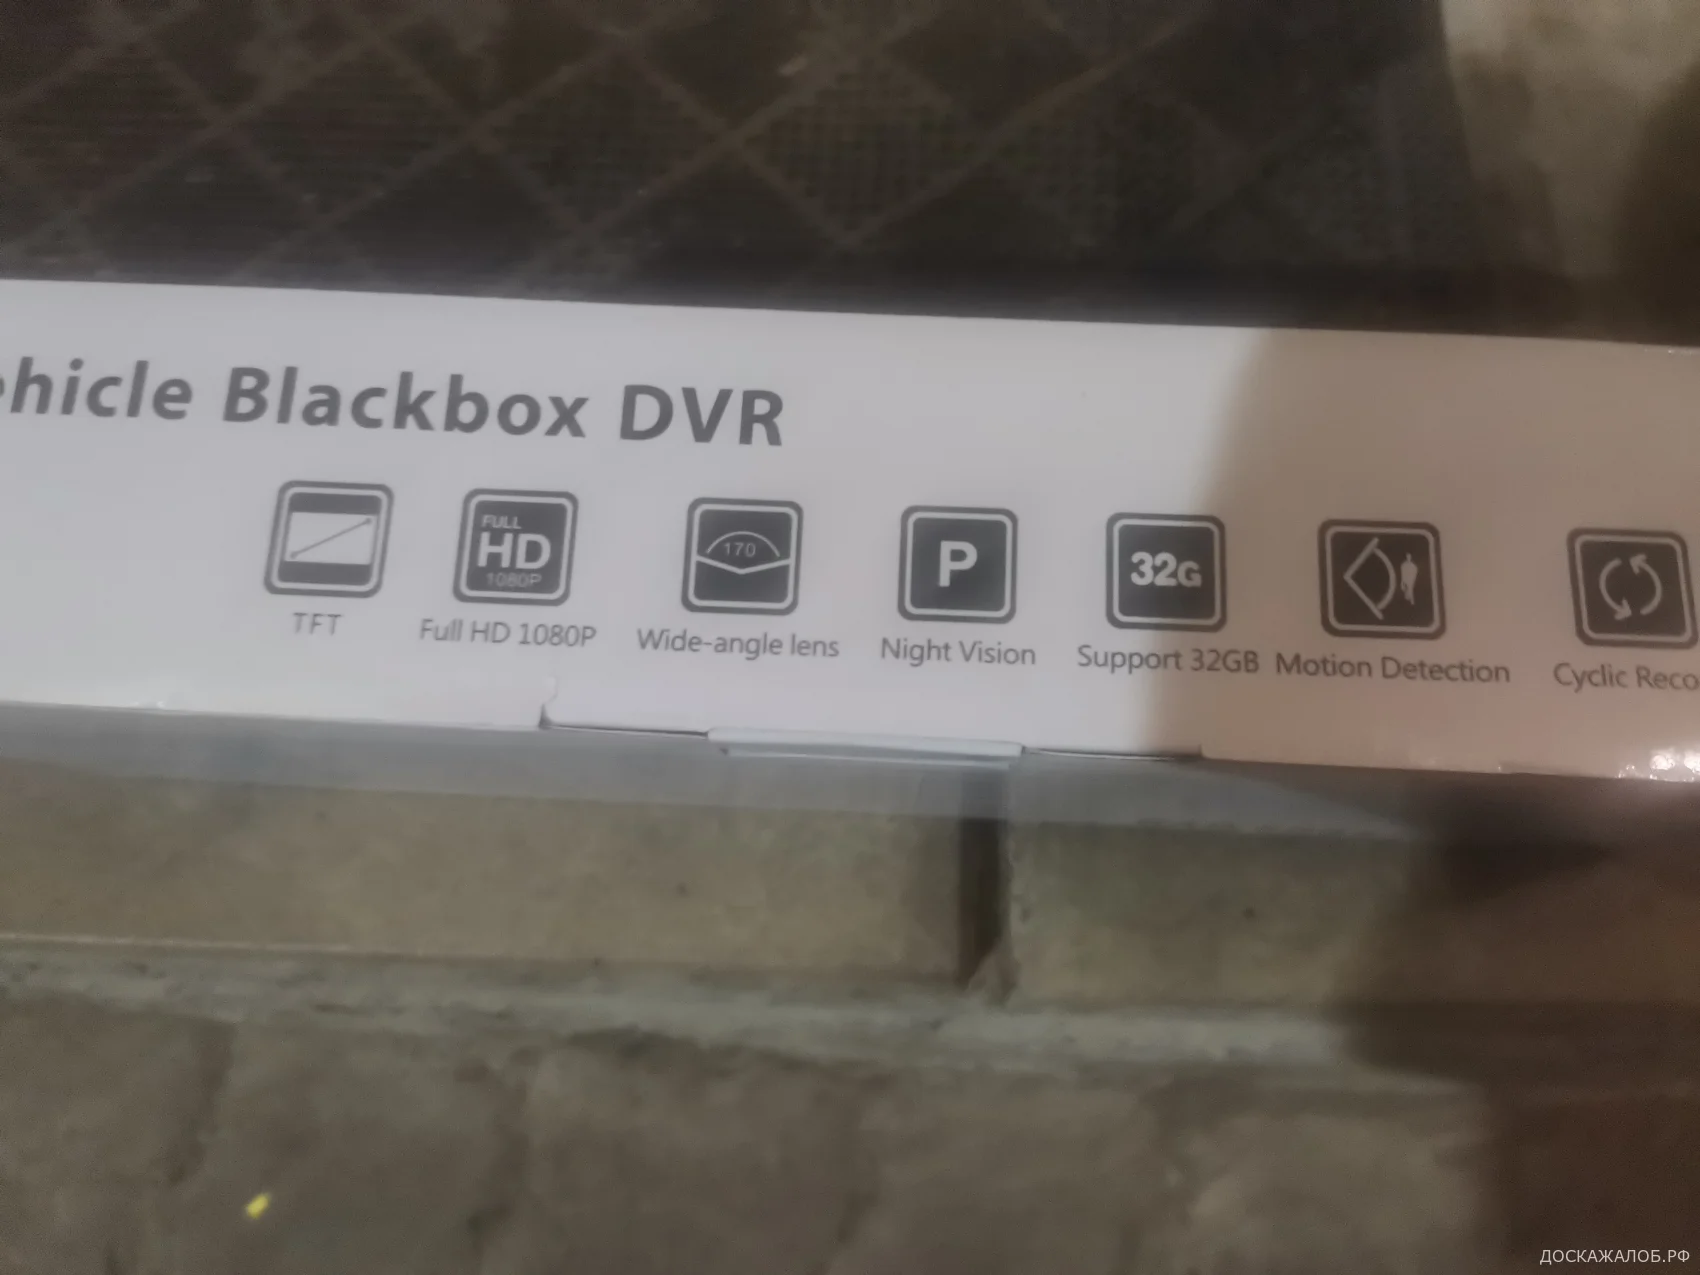 ehicle Blackbox DVR
FULL
HD
1080P
170
P
32G
TFT
Full HD 1080P
Wide-angle lens
Night Vision
Support 32GB
Motion Detection
Cyclic Reco
ДОСКАЖАЛОБ.РФ